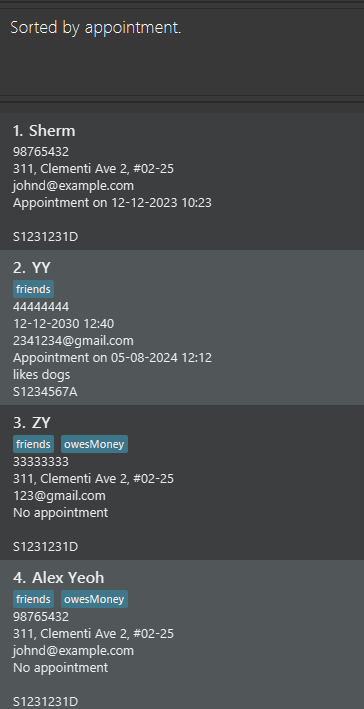 Sorted by appointment.
1. Sherm
98765432
311, Clementi Ave 2, #02-25
johnd@example.com
Appointment on 12-12-2023 10:23
S1231231D
2. YY
friends
44444444
12-12-2030 12:40
2341234@gmail.com
Appointment on 05-08-2024 12:12
likes dogs
S1234567A
3. ZY
friends owesMoney
33333333
311, Clementi Ave 2, #02-25
123@gmail.com
No appointment
S1231231D
4. Alex Yeoh
friends owesMoney
98765432
311, Clementi Ave 2, #02-25
johnd@example.com
No appointment
S1231231D